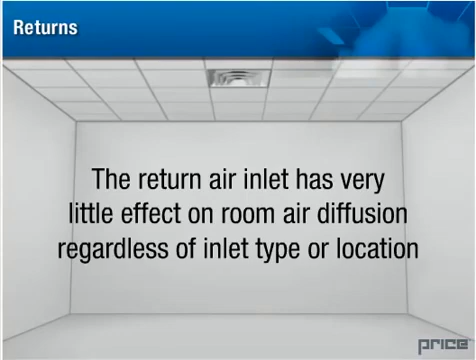 Returns
The return air inlet has very
little effect on room air diffusion
regardless of inlet type or location
price